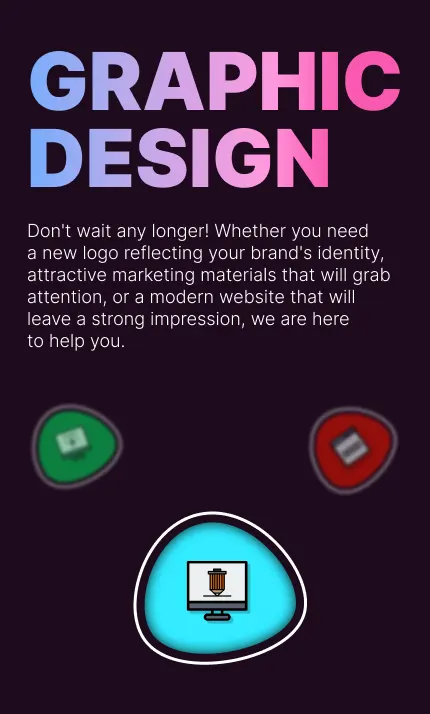 GRAPHIC
DESIGN
Don't wait any longer! Whether you need
a new logo reflecting your brand's identity,
attractive marketing materials that will grab
attention, or a modern website that will
leave a strong impression, we are here
to help you.